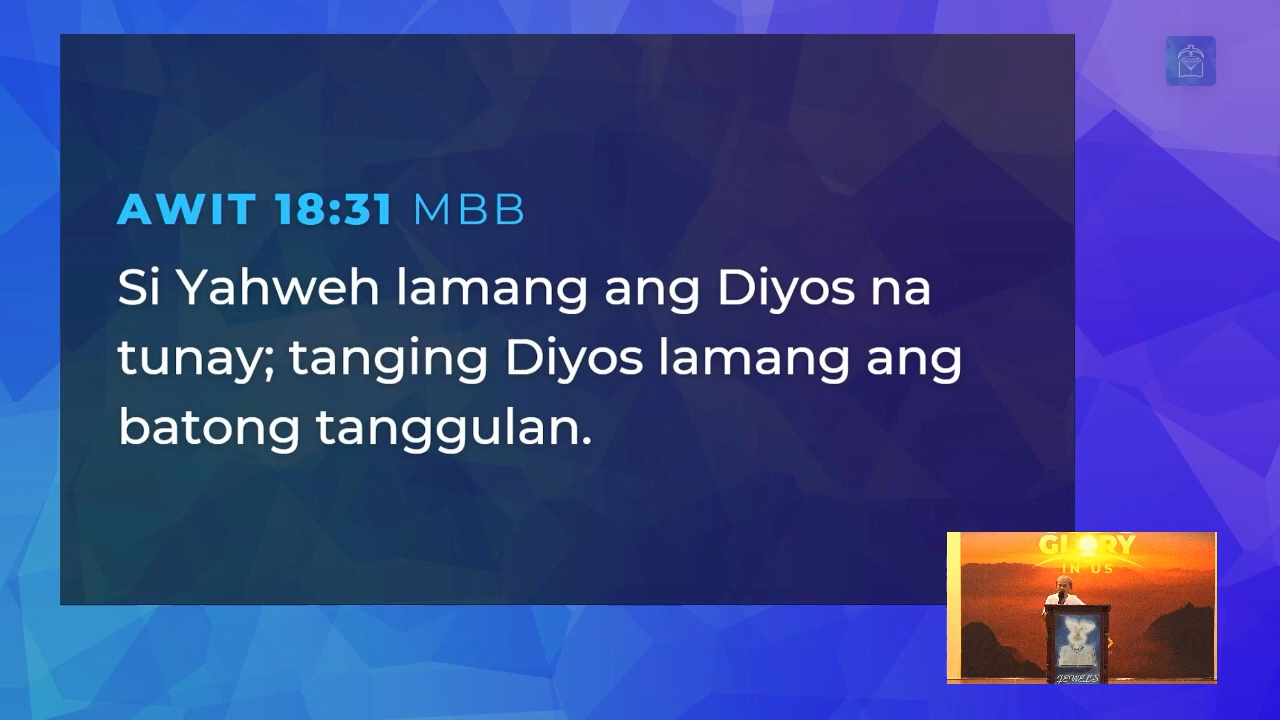 AWIT 18:31 MBB
Si Yahweh lamang ang Diyos na
tunay; tanging Diyos lamang ang
batong tanggulan.
GLORY
IN US
JEWELS